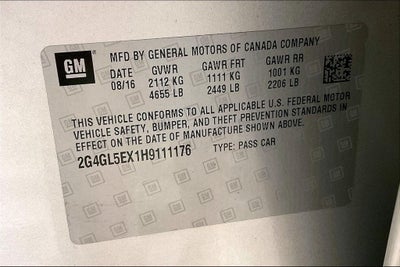 GM
MFD BY GENERAL MOTORS OF CANADA COMPANY
DATE GVWR GAWR FRT GAWR RR
08/16 2112 KG 1111 KG 1001 KG
4655 LB 2449 LB 2206 LB
THIS VEHICLE CONFORMS TO ALL APPLICABLE U.S. FEDERAL MOTOR
VEHICLE SAFETY, BUMPER, AND THEFT PREVENTION STANDARDS IN
EFFECT ON THE DATE OF MANUFACTURE SHOWN ABOVE.
2G4GL5EX1H9111176 TYPE: PASS CAR